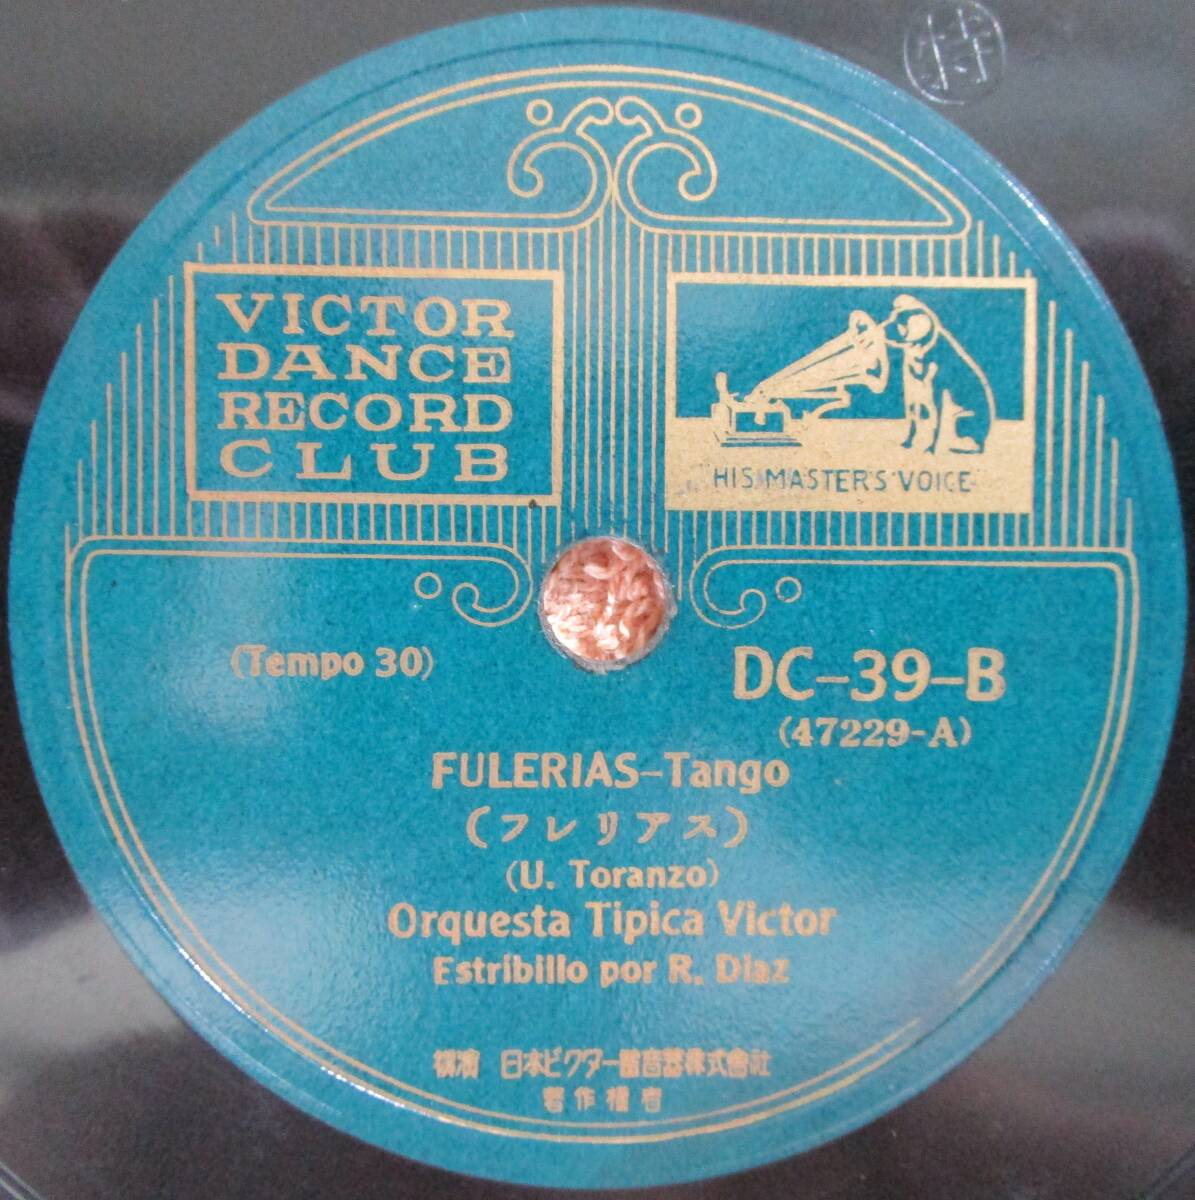 特
VICTOR
DANCE
RECORD
CLUB
"HIS MASTER'S VOICE"
(Tempo 30)
DC-39-B
(47229-A)
FULERIAS-Tango
(フレリアス)
(U. Toranzo)
Orquesta Tipica Victor
Estribillo por R. Diaz
橫濱 日本ビクター蓄音器株式會社
著作權者